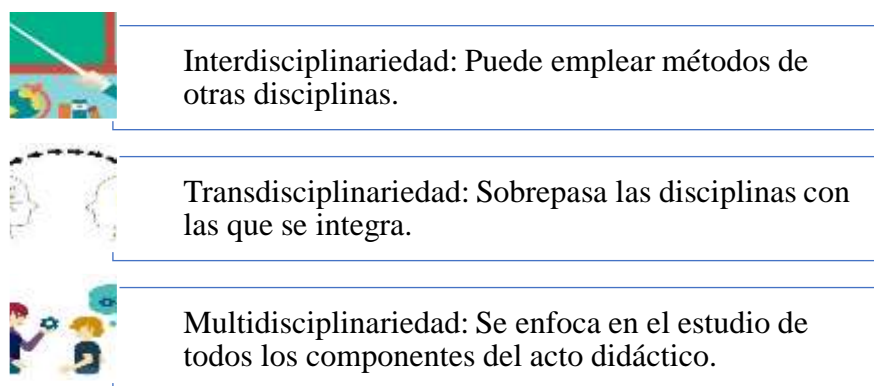 Interdisciplinariedad: Puede emplear métodos de
otras disciplinas.
Transdisciplinariedad: Sobrepasa las disciplinas con
las que se integra.
Multidisciplinariedad: Se enfoca en el estudio de
todos los componentes del acto didáctico.